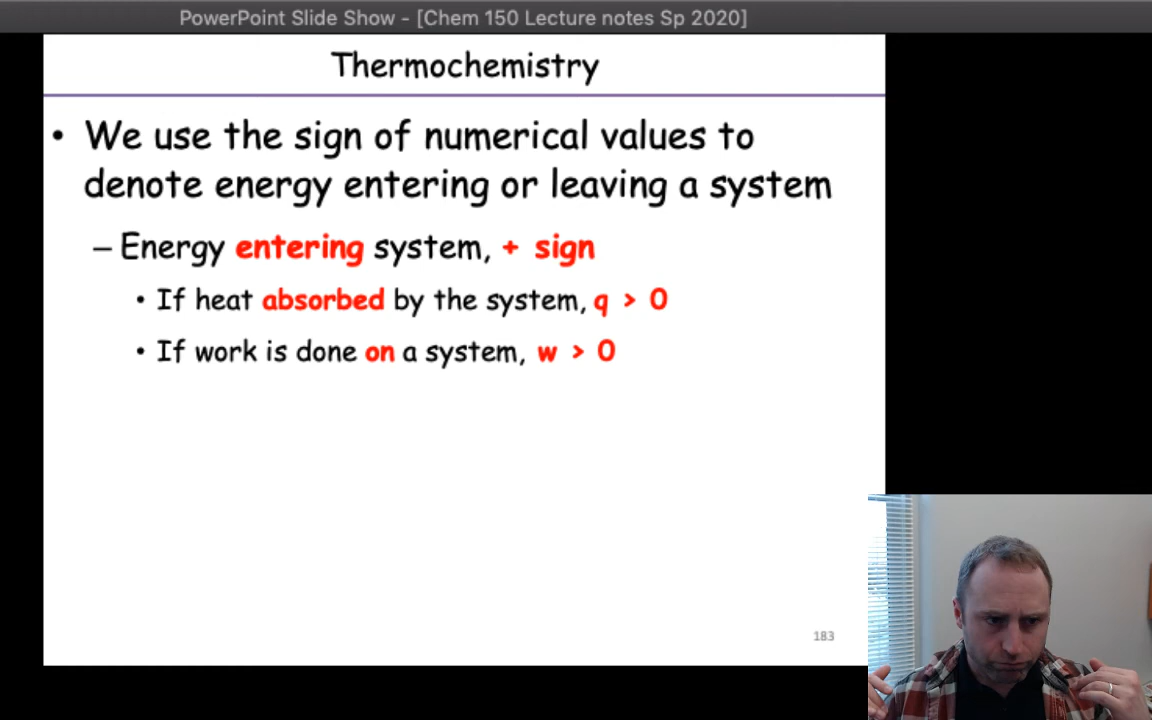 PowerPoint Slide Show - [Chem 150 Lecture notes Sp 2020]
Thermochemistry
• We use the sign of numerical values to
denote energy entering or leaving a system
– Energy entering system, + sign
• If heat absorbed by the system, q > 0
• If work is done on a system, w > 0
183